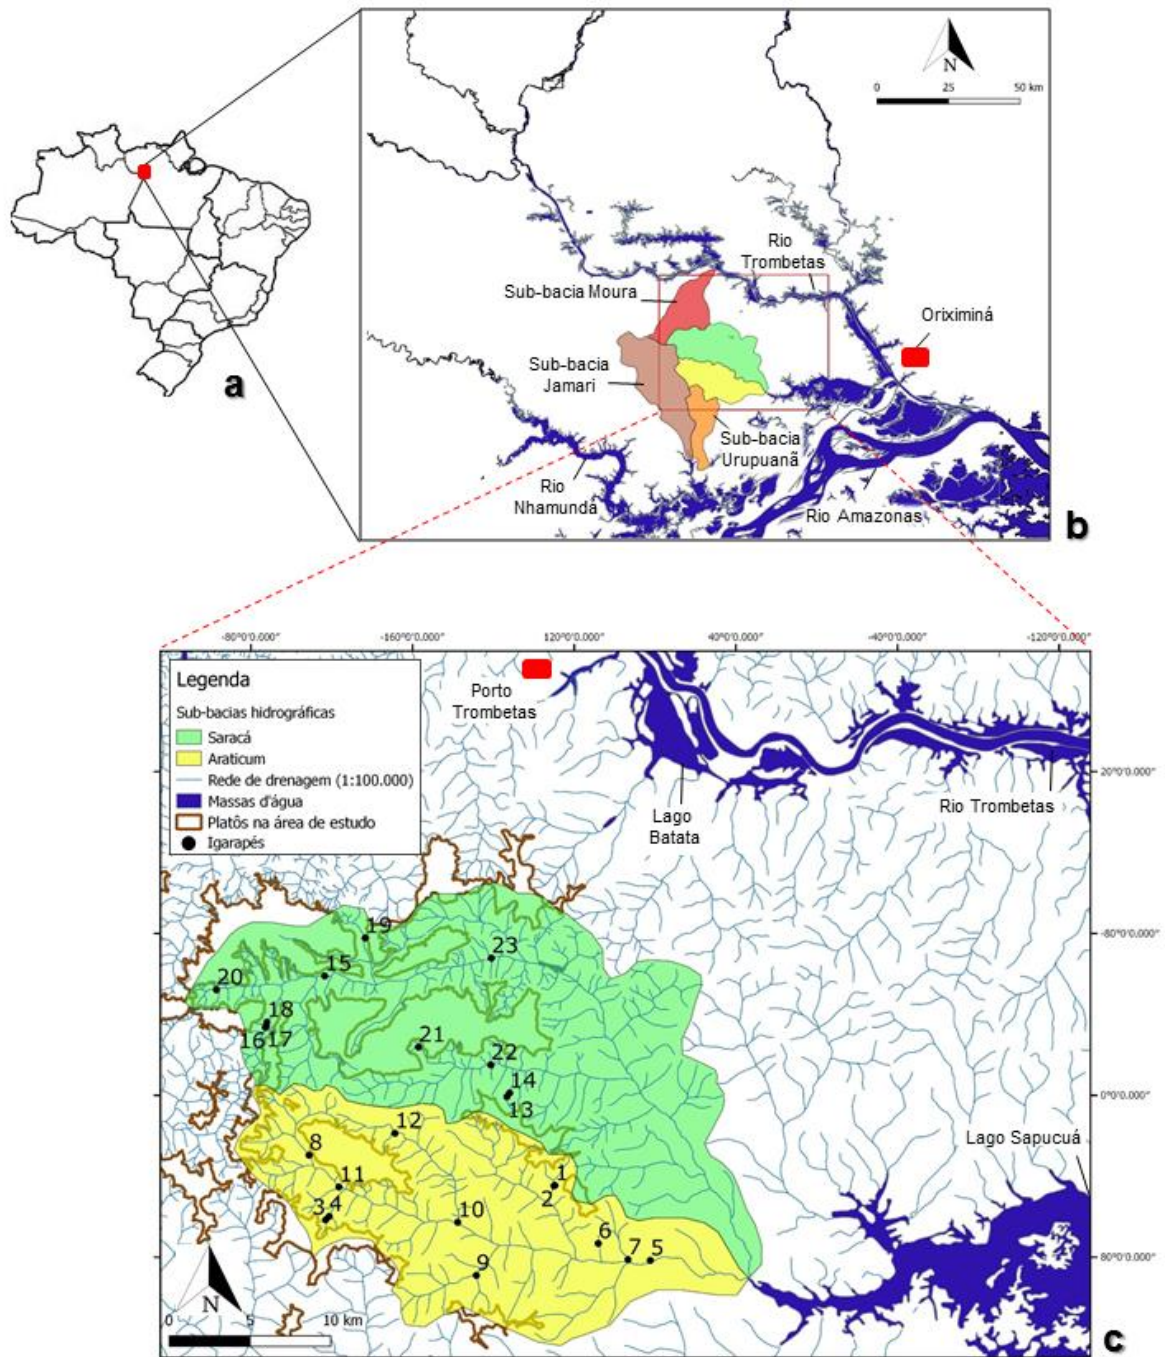 a
N
0 25 50 km
Rio
Trombetas
Sub-bacia Moura
Oriximiná
Sub-bacia
Jamari
Sub-bacia
Urupuanã
Rio
Nhamundá
Rio Amazonas
b
-80°0'0.000"
-160°0'0.000"
120°0'0.000"
40°0'0.000"
-40°0'0.000"
-120°0'0.000"
Legenda
Sub-bacias hidrográficas
Saracá
Araticum
Rede de drenagem (1:100.000)
Massas d'água
Platôs na área de estudo
Igarapés
Porto
Trombetas
Lago
Batata
Rio Trombetas
20°0'0.000"
-80°0'0.000"
0°0'0.000"
80°0'0.000"
Lago Sapucuá
19
23
15
20
18
16
17
21
22
14
13
12
8
11
1
2
3
4
10
6
7
5
9
N
0 5 10 km
c